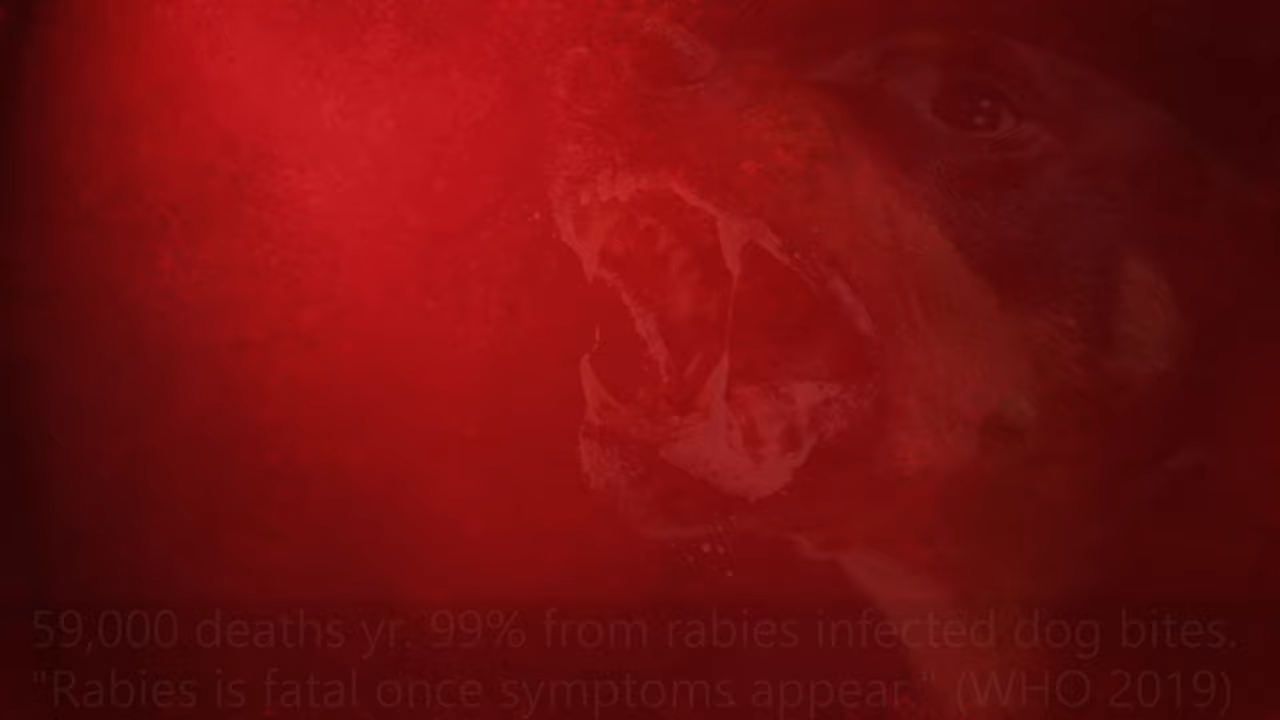 59,000 deaths yr. 99% from rabies infected dog bites.
"Rabies is fatal once symptoms appear." (WHO 2019)